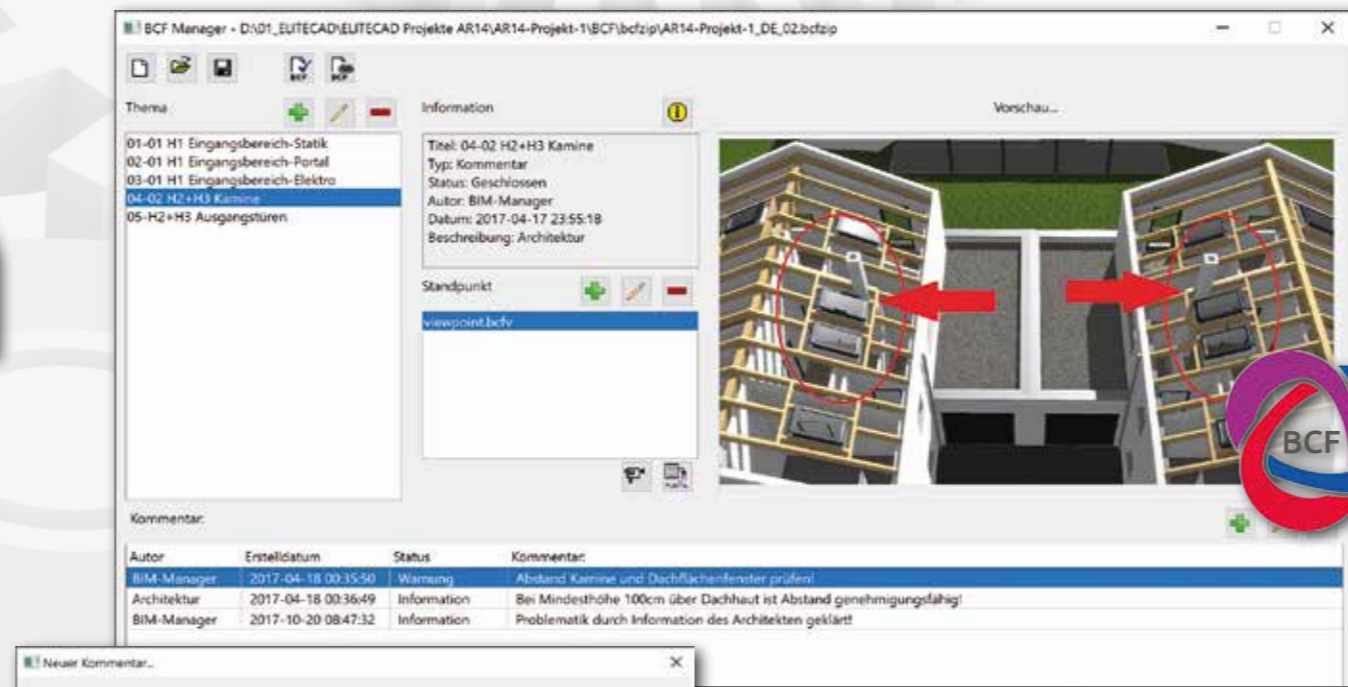 BCF Manager - D:\01_ELITECAD\ELITECAD Projekte AR14\AR14-Projekt-1\BCF\bcfzip\AR14-Projekt-1_DE_02.bcfzip
BCF
BCF
Thema
Information
Vorschau...
01-01 H1 Eingangsbereich-Statik
02-01 H1 Eingangsbereich-Portal
03-01 H1 Eingangsbereich-Elektro
04-02 H2+H3 Kamine
05-H2+H3 Ausgangstüren
Titel: 04-02 H2+H3 Kamine
Typ: Kommentar
Status: Geschlossen
Autor: BIM-Manager
Datum: 2017-04-17 23:55:18
Beschreibung: Architektur
Standpunkt
viewpoint.bcfv
BCF
Kommentar:
Autor Erstelldatum Status Kommentar:
BIM-Manager 2017-04-18 00:35:50 Warnung Abstand Kamine und Dachflächenfenster prüfen!
Architektur 2017-04-18 00:36:49 Information Bei Mindesthöhe 100cm über Dachhaut ist Abstand genehmigungsfähig!
BIM-Manager 2017-10-20 08:47:32 Information Problematik durch Information des Architekten geklärt!
Neuer Kommentar...